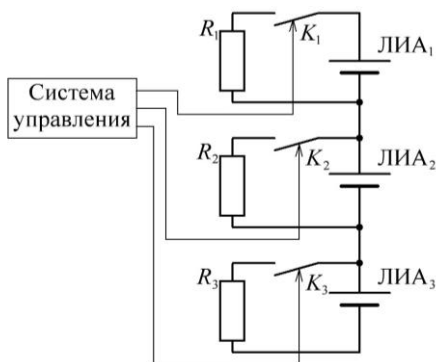 R₁
K₁
ЛИА₁
Система
управления
R₂
K₂
ЛИА₂
R₃
K₃
ЛИА₃